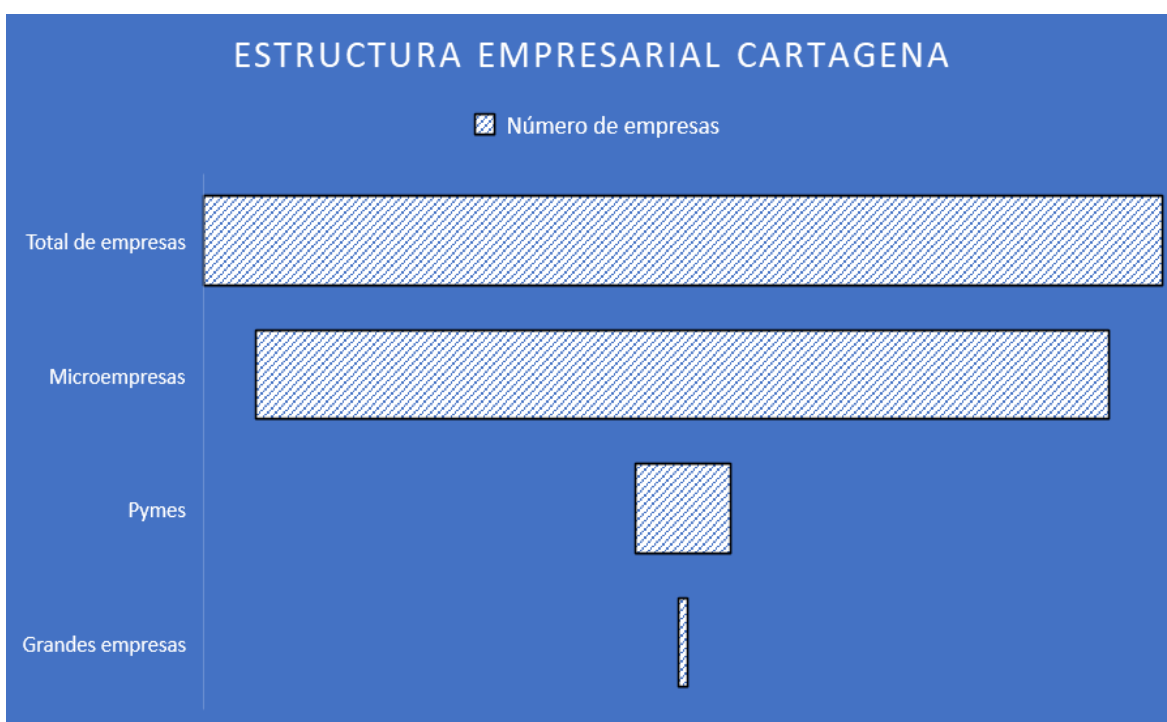 ESTRUCTURA EMPRESARIAL CARTAGENA
Número de empresas
Total de empresas
Microempresas
Pymes
Grandes empresas